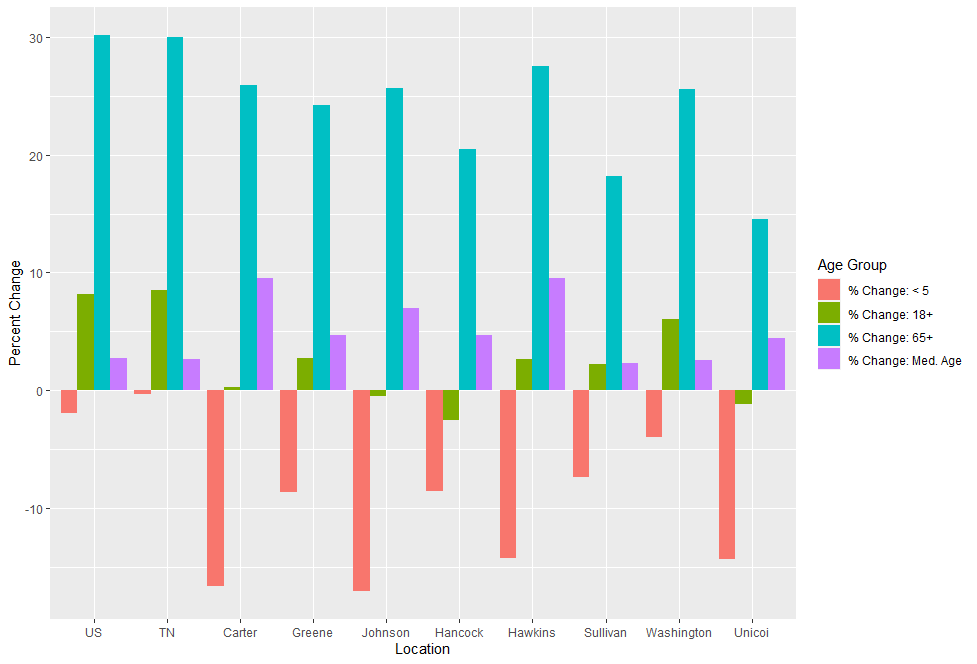 30
20
10
0
-10
Percent Change
US TN Carter Greene Johnson Hancock Hawkins Sullivan Washington Unicoi
Location
Age Group
% Change: < 5
% Change: 18+
% Change: 65+
% Change: Med. Age